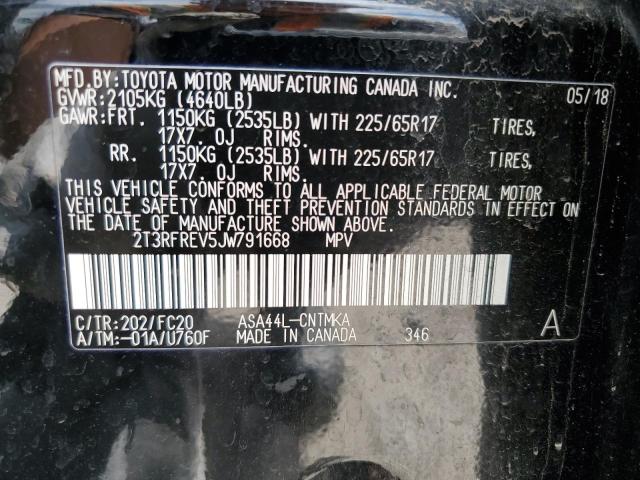 MFD.BY:TOYOTA MOTOR MANUFACTURING CANADA INC. 05/18
GVWR:2105KG (4640LB)
GAWR:FRT. 1150KG (2535LB) WITH 225/65R17 TIRES,
17X7. 0J RIMS.
RR. 1150KG (2535LB) WITH 225/65R17 TIRES,
17X7. 0J RIMS.
THIS VEHICLE CONFORMS TO ALL APPLICABLE FEDERAL MOTOR
VEHICLE SAFETY AND THEFT PREVENTION STANDARDS IN EFFECT ON
THE DATE OF MANUFACTURE SHOWN ABOVE.
2T3RFREV5JW791668 MPV
C/TR:202/FC20 ASA44L-CNTMKA
A/TM:-01A/U760F MADE IN CANADA 346 A